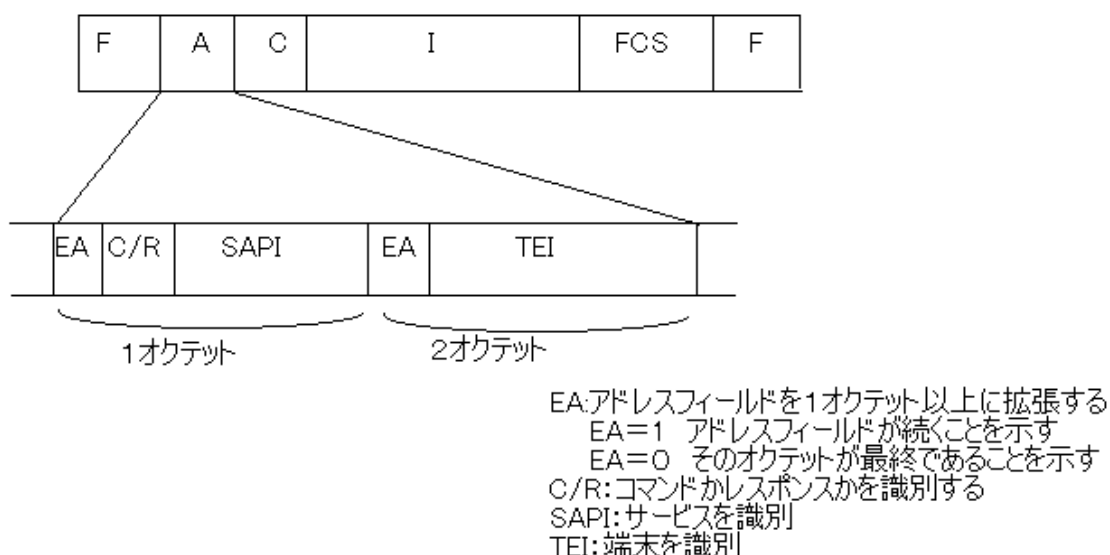 F A C I FCS F
EA C/R SAPI EA TEI
1オクテット 2オクテット
EA:アドレスフィールドを1オクテット以上に拡張する
EA=1 アドレスフィールドが続くことを示す
EA=0 そのオクテットが最終であることを示す
C/R:コマンドかレスポンスかを識別する
SAPI:サービスを識別
TEI:端末を識別